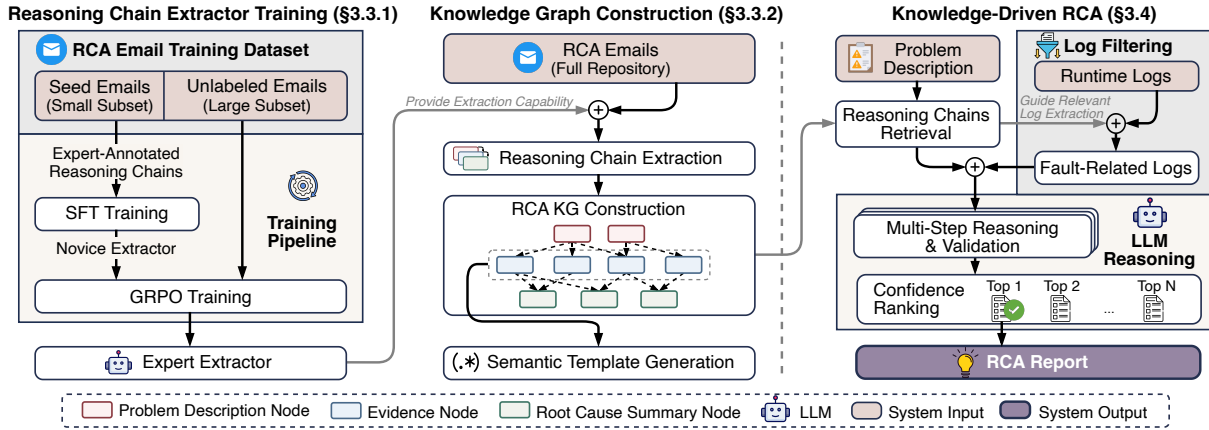 Reasoning Chain Extractor Training (§3.3.1)
RCA Email Training Dataset
Seed Emails
(Small Subset)
Unlabeled Emails
(Large Subset)
Expert-Annotated
Reasoning Chains
SFT Training
Novice Extractor
Training
Pipeline
GRPO Training
Expert Extractor
Knowledge Graph Construction (§3.3.2)
RCA Emails
(Full Repository)
Provide Extraction Capability
Reasoning Chain Extraction
RCA KG Construction
(.*) Semantic Template Generation
Knowledge-Driven RCA (§3.4)
Problem
Description
Log Filtering
Runtime Logs
Guide Relevant
Log Extraction
Reasoning Chains
Retrieval
Fault-Related Logs
Multi-Step Reasoning
& Validation
LLM
Reasoning
Confidence
Ranking
Top 1
Top 2
...
Top N
RCA Report
Problem Description Node
Evidence Node
Root Cause Summary Node
LLM
System Input
System Output